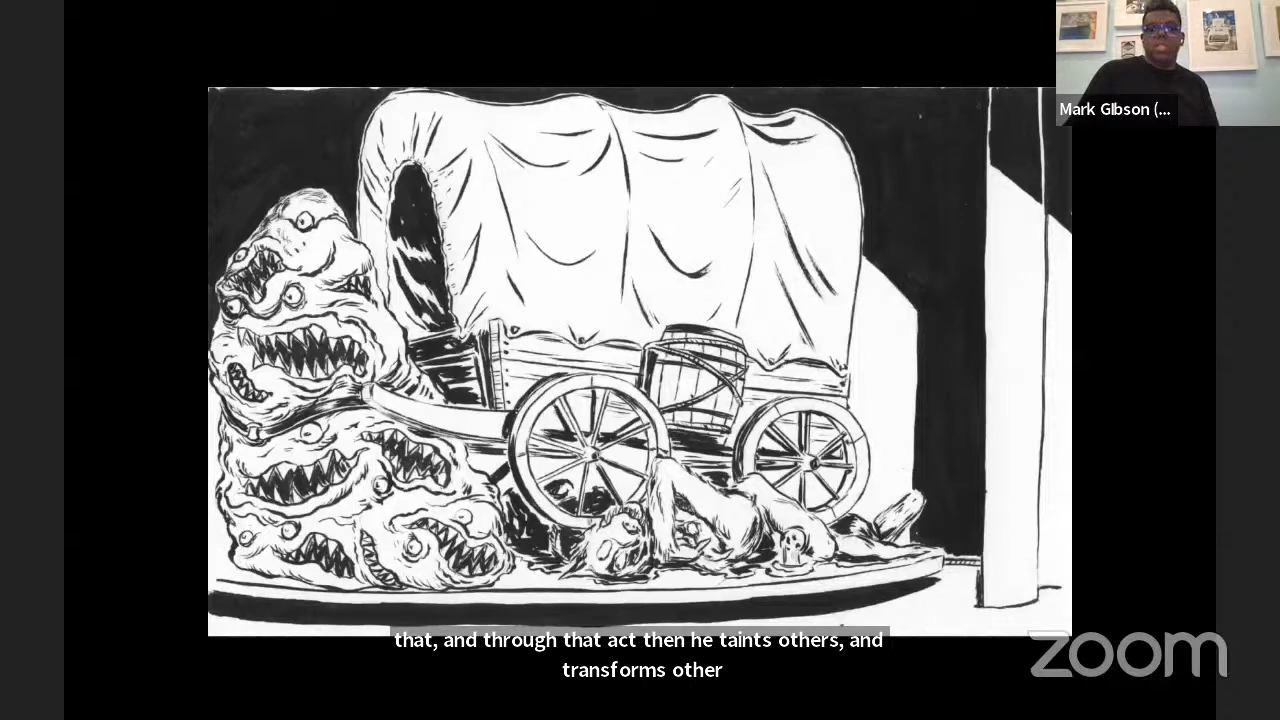 Mark GIbson (...
that, and through that act then he taints others, and
transforms other
zoom